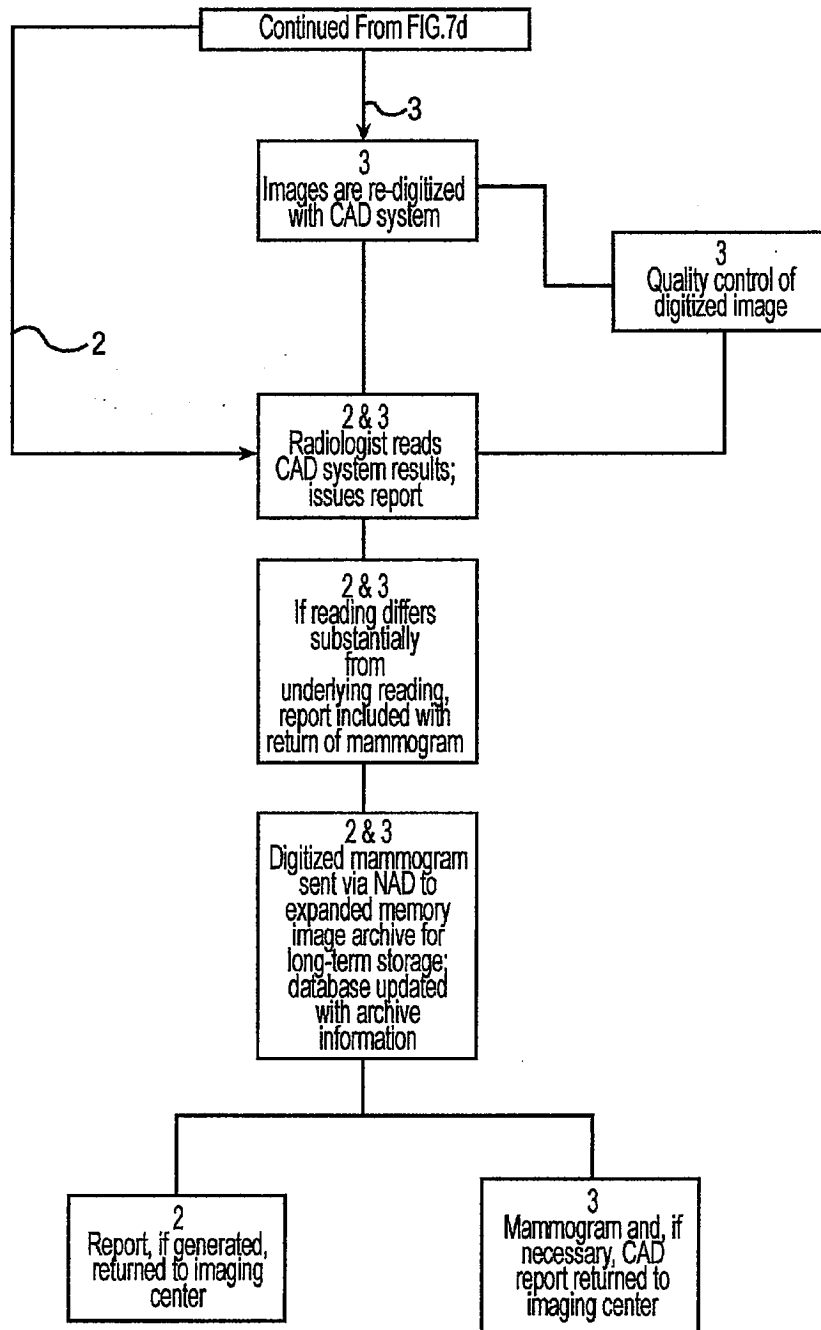 Continued From FIG.7d
3
3
Images are re-digitized
with CAD system
3
Quality control of
digitized image
2
2 & 3
Radiologist reads
CAD system results;
issues report
2 & 3
If reading differs
substantially
from
underlying reading,
report included with
return of mammogram
2 & 3
Digitized mammogram
sent via NAD to
expanded memory
image archive for
long-term storage;
database updated
with archive
information
2
Report, if generated,
returned to imaging
center
3
Mammogram and, if
necessary, CAD
report returned to
imaging center